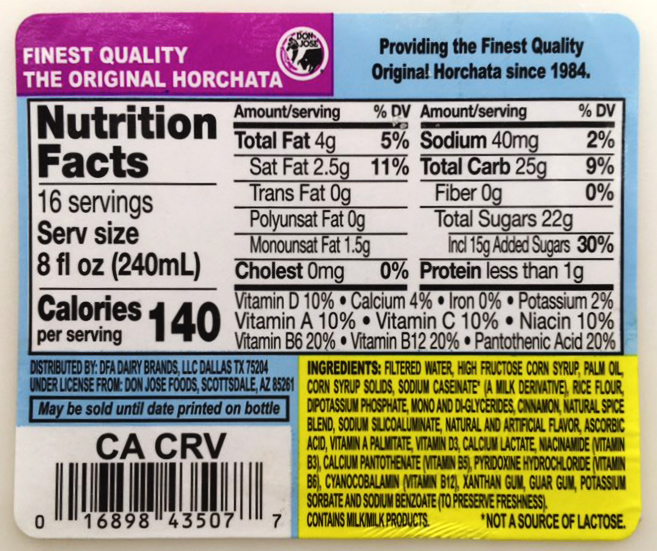 FINEST QUALITY
THE ORIGINAL HORCHATA
DON JOSE
Providing the Finest Quality
Original Horchata since 1984.
Nutrition
Facts
16 servings
Serv size
8 fl oz (240mL)
Calories
per serving
140
Amount/serving % DV
Total Fat 4g 5%
Sat Fat 2.5g 11%
Trans Fat 0g
Polyunsat Fat 0g
Monounsat Fat 1.5g
Cholest 0mg 0%
Amount/serving % DV
Sodium 40mg 2%
Total Carb 25g 9%
Fiber 0g 0%
Total Sugars 22g
Incl 15g Added Sugars 30%
Protein less than 1g
Vitamin D 10% • Calcium 4% • Iron 0% • Potassium 2%
Vitamin A 10% • Vitamin C 10% • Niacin 10%
Vitamin B6 20% • Vitamin B12 20% • Pantothenic Acid 20%
DISTRIBUTED BY: DFA DAIRY BRANDS, LLC DALLAS TX 75204
UNDER LICENSE FROM: DON JOSE FOODS, SCOTTSDALE, AZ 85261
May be sold until date printed on bottle
CA CRV
0 16898 43507 7
INGREDIENTS: FILTERED WATER, HIGH FRUCTOSE CORN SYRUP, PALM OIL,
CORN SYRUP SOLIDS, SODIUM CASEINATE* (A MILK DERIVATIVE), RICE FLOUR,
DIPOTASSIUM PHOSPHATE, MONO AND DI-GLYCERIDES, CINNAMON, NATURAL SPICE
BLEND, SODIUM SILICOALUMINATE, NATURAL AND ARTIFICIAL FLAVOR, ASCORBIC
ACID, VITAMIN A PALMITATE, VITAMIN D3, CALCIUM LACTATE, NIACINAMIDE (VITAMIN
B3), CALCIUM PANTOTHENATE (VITAMIN B5), PYRIDOXINE HYDROCHLORIDE (VITAMIN
B6), CYANOCOBALAMIN (VITAMIN B12), XANTHAN GUM, GUAR GUM, POTASSIUM
SORBATE AND SODIUM BENZOATE (TO PRESERVE FRESHNESS).
CONTAINS MILK/MILK PRODUCTS. *NOT A SOURCE OF LACTOSE.